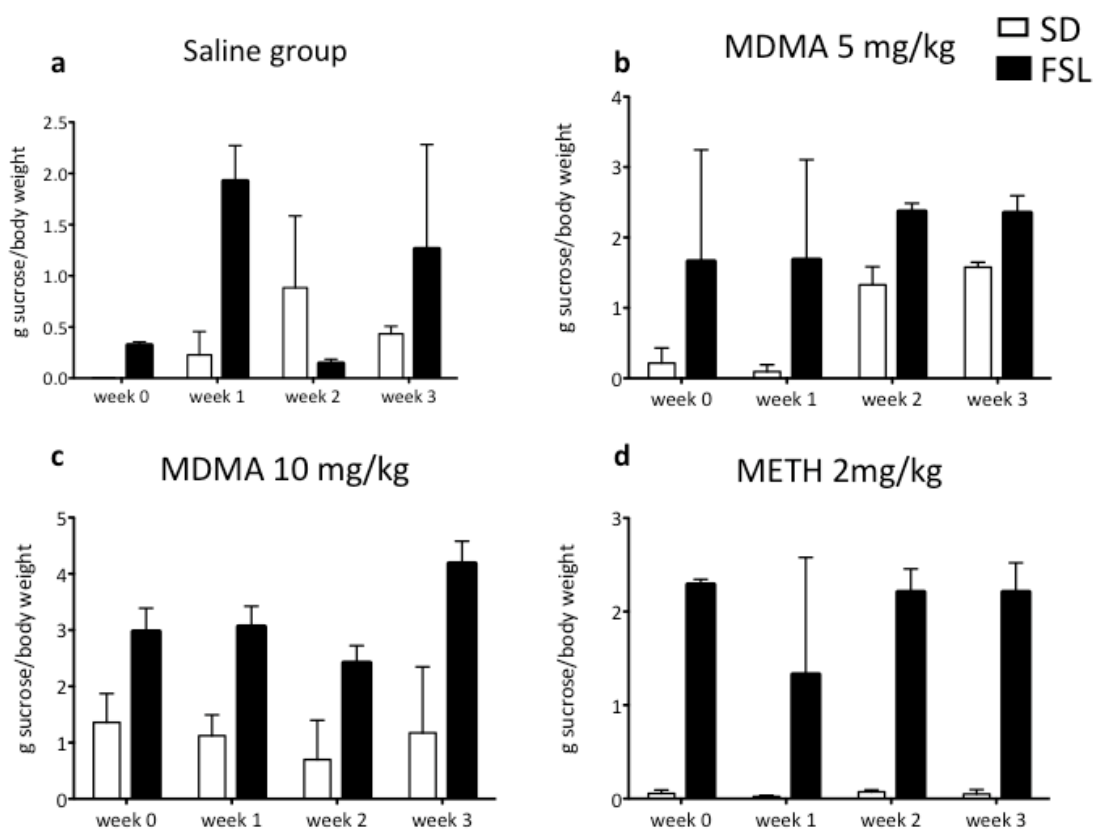 a
Saline group
g sucrose/body weight
2.5
2.0
1.5
1.0
0.5
0.0
week 0 week 1 week 2 week 3
b
MDMA 5 mg/kg
SD
FSL
g sucrose/body weight
4
3
2
1
0
week 0 week 1 week 2 week 3
c
MDMA 10 mg/kg
g sucrose/body weight
5
4
3
2
1
0
week 0 week 1 week 2 week 3
d
METH 2mg/kg
g sucrose/body weight
3
2
1
0
week 0 week 1 week 2 week 3